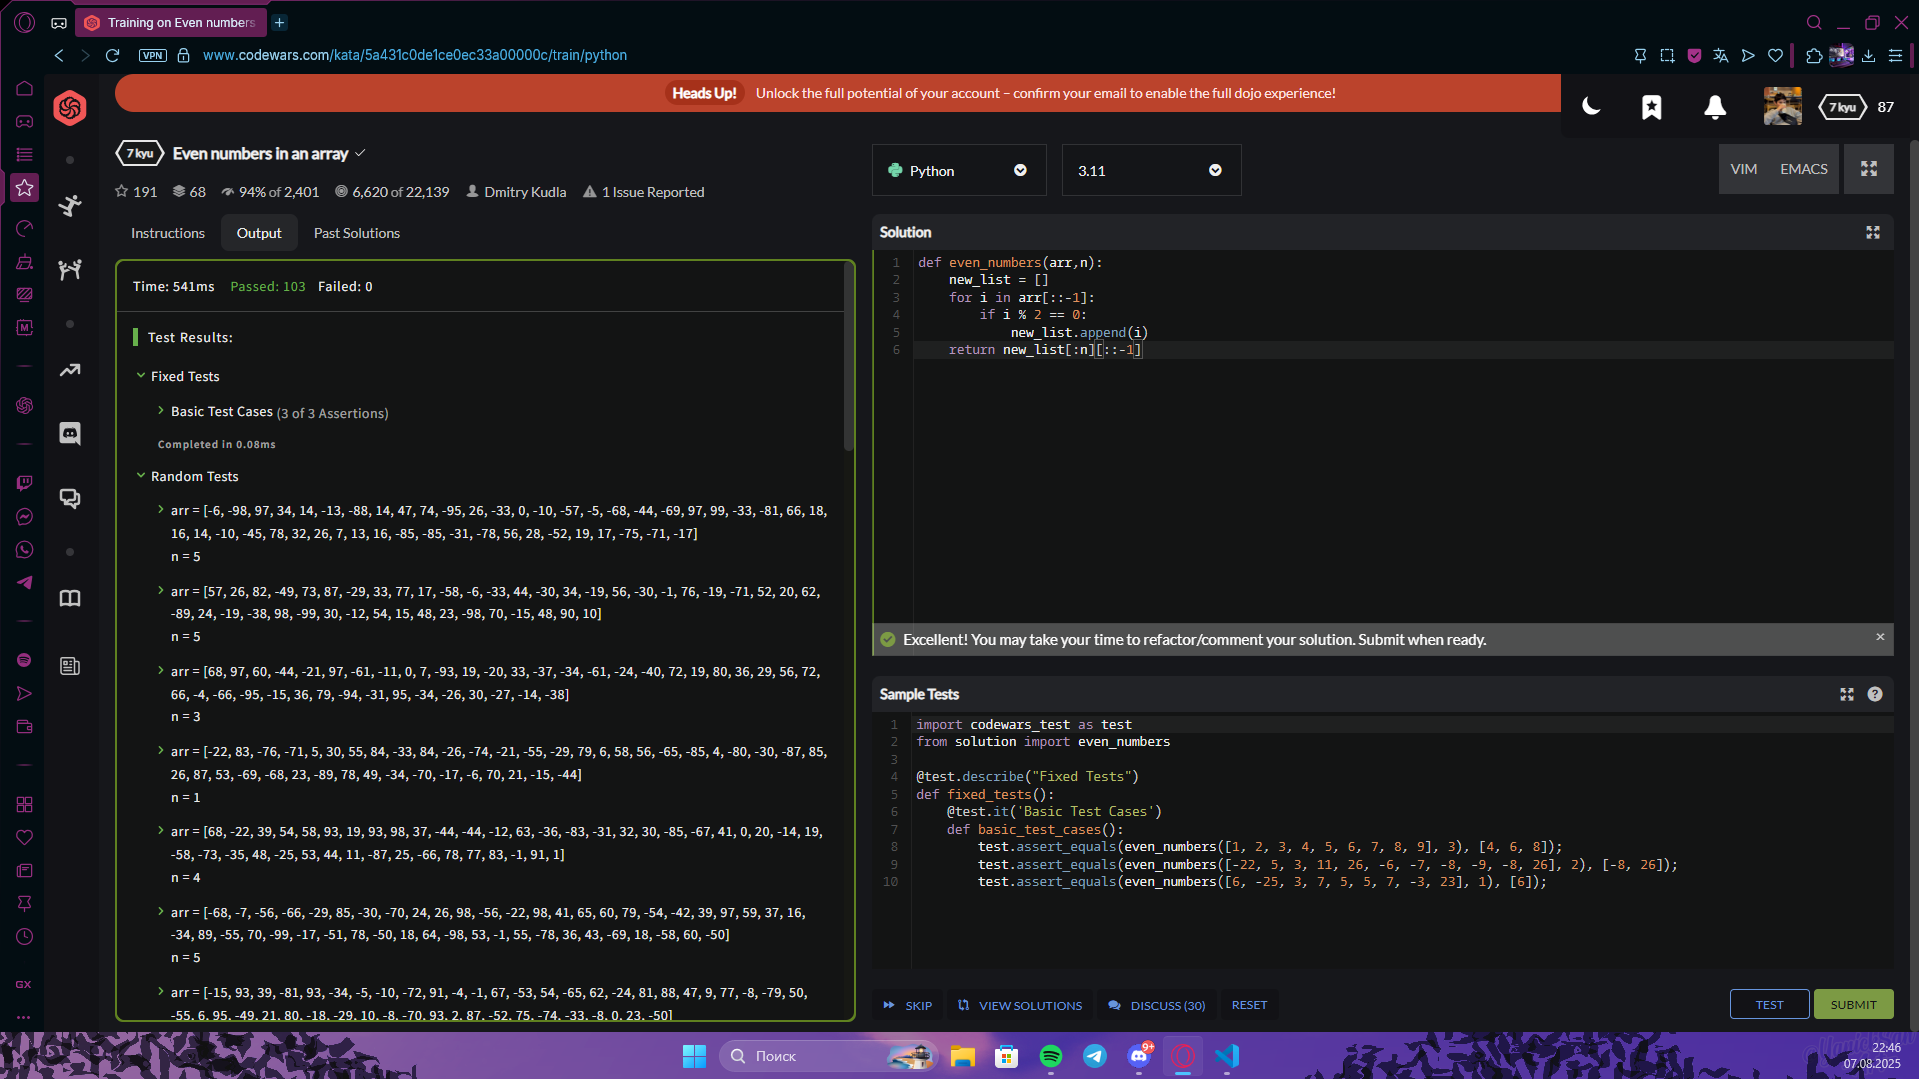 Training on Even numbers
VPN
www.codewars.com/kata/5a431c0de1ce0ec33a00000c/train/python
Heads Up! Unlock the full potential of your account – confirm your email to enable the full dojo experience!
7 kyu 87
7 kyu Even numbers in an array
191 68 94% of 2,401 6,620 of 22,139 Dmitry Kudla 1 Issue Reported
Python
3.11
VIM EMACS
Instructions Output Past Solutions
Time: 541ms Passed: 103 Failed: 0
Test Results:
Fixed Tests
Basic Test Cases (3 of 3 Assertions)
Completed in 0.08ms
Random Tests
arr = [-6, -98, 97, 34, 14, -13, -88, 14, 47, 74, -95, 26, -33, 0, -10, -57, -5, -68, -44, -69, 97, 99, -33, -81, 66, 18,
16, 14, -10, -45, 78, 32, 26, 7, 13, 16, -85, -85, -31, -78, 56, 28, -52, 19, 17, -75, -71, -17]
n = 5
arr = [57, 26, 82, -49, 73, 87, -29, 33, 77, 17, -58, -6, -33, 44, -30, 34, -19, 56, -30, -1, 76, -19, -71, 52, 20, 62,
-89, 24, -19, -38, 98, -99, 30, -12, 54, 15, 48, 23, -98, 70, -15, 48, 90, 10]
n = 5
arr = [68, 97, 60, -44, -21, 97, -61, -11, 0, 7, -93, 19, -20, 33, -37, -34, -61, -24, -40, 72, 19, 80, 36, 29, 56, 72,
66, -4, -66, -95, -15, 36, 79, -94, -31, 95, -34, -26, 30, -27, -14, -38]
n = 3
arr = [-22, 83, -76, -71, 5, 30, 55, 84, -33, 84, -26, -74, -21, -55, -29, 79, 6, 58, 56, -65, -85, 4, -80, -30, -87, 85,
26, 87, 53, -69, -68, 23, -89, 78, 49, -34, -70, -17, -6, 70, 21, -15, -44]
n = 1
arr = [68, -22, 39, 54, 58, 93, 19, 93, 98, 37, -44, -44, -12, 63, -36, -83, -31, 32, 30, -85, -67, 41, 0, 20, -14, 19,
-58, -73, -35, 48, -25, 53, 44, 11, -87, 25, -66, 78, 77, 83, -1, 91, 1]
n = 4
arr = [-68, -7, -56, -66, -29, 85, -30, -70, 24, 26, 98, -56, -22, 98, 41, 65, 60, 79, -54, -42, 39, 97, 59, 37, 16,
-34, 89, -55, 70, -99, -17, -51, 78, -50, 18, 64, -98, 53, -1, 55, -78, 36, 43, -69, 18, -58, 60, -50]
n = 5
arr = [-15, 93, 39, -81, 93, -34, -5, -10, -72, 91, -4, -1, 67, -53, 54, -65, 62, -24, 81, 88, 47, 9, 77, -8, -79, 50,
-55, 6, 95, -49, 21, 80, -18, -29, 10, -8, -70, 93, 2, 87, -52, 75, -74, -33, -8, 0, 23, -50]
Solution
1 def even_numbers(arr,n):
2 new_list = []
3 for i in arr[::-1]:
4 if i % 2 == 0:
5 new_list.append(i)
6 return new_list[:n][::-1]
Excellent! You may take your time to refactor/comment your solution. Submit when ready.
Sample Tests
1 import codewars_test as test
2 from solution import even_numbers
3
4 @test.describe("Fixed Tests")
5 def fixed_tests():
6 @test.it('Basic Test Cases')
7 def basic_test_cases():
8 test.assert_equals(even_numbers([1, 2, 3, 4, 5, 6, 7, 8, 9], 3), [4, 6, 8]);
9 test.assert_equals(even_numbers([-22, 5, 3, 11, 26, -6, -7, -8, -9, -8, 26], 2), [-8, 26]);
10 test.assert_equals(even_numbers([6, -25, 3, 7, 5, 5, 7, -3, 23], 1), [6]);
SKIP VIEW SOLUTIONS DISCUSS (30) RESET
TEST SUBMIT
GX
Поиск
9+
22:46
07.08.2025